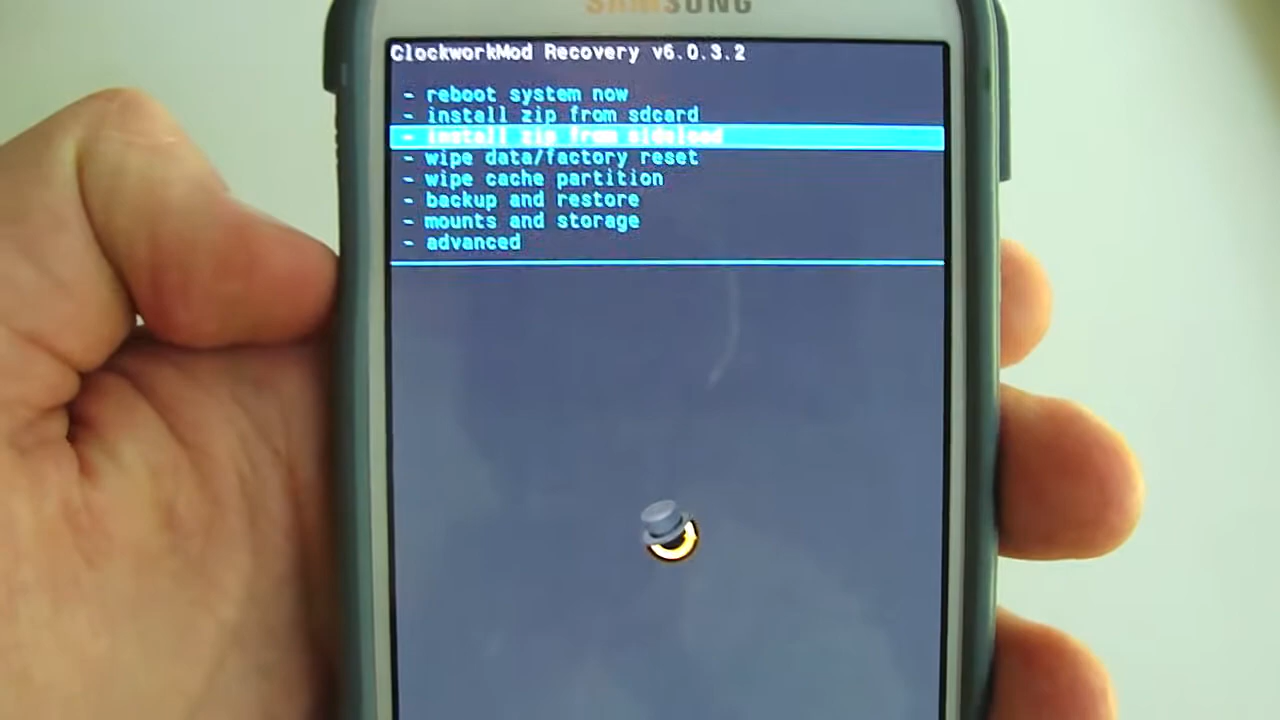 SAMSUNG
ClockworkMod Recovery v6.0.3.2
- reboot system now
- install zip from sdcard
- install zip from sideload
- wipe data/factory reset
- wipe cache partition
- backup and restore
- mounts and storage
- advanced